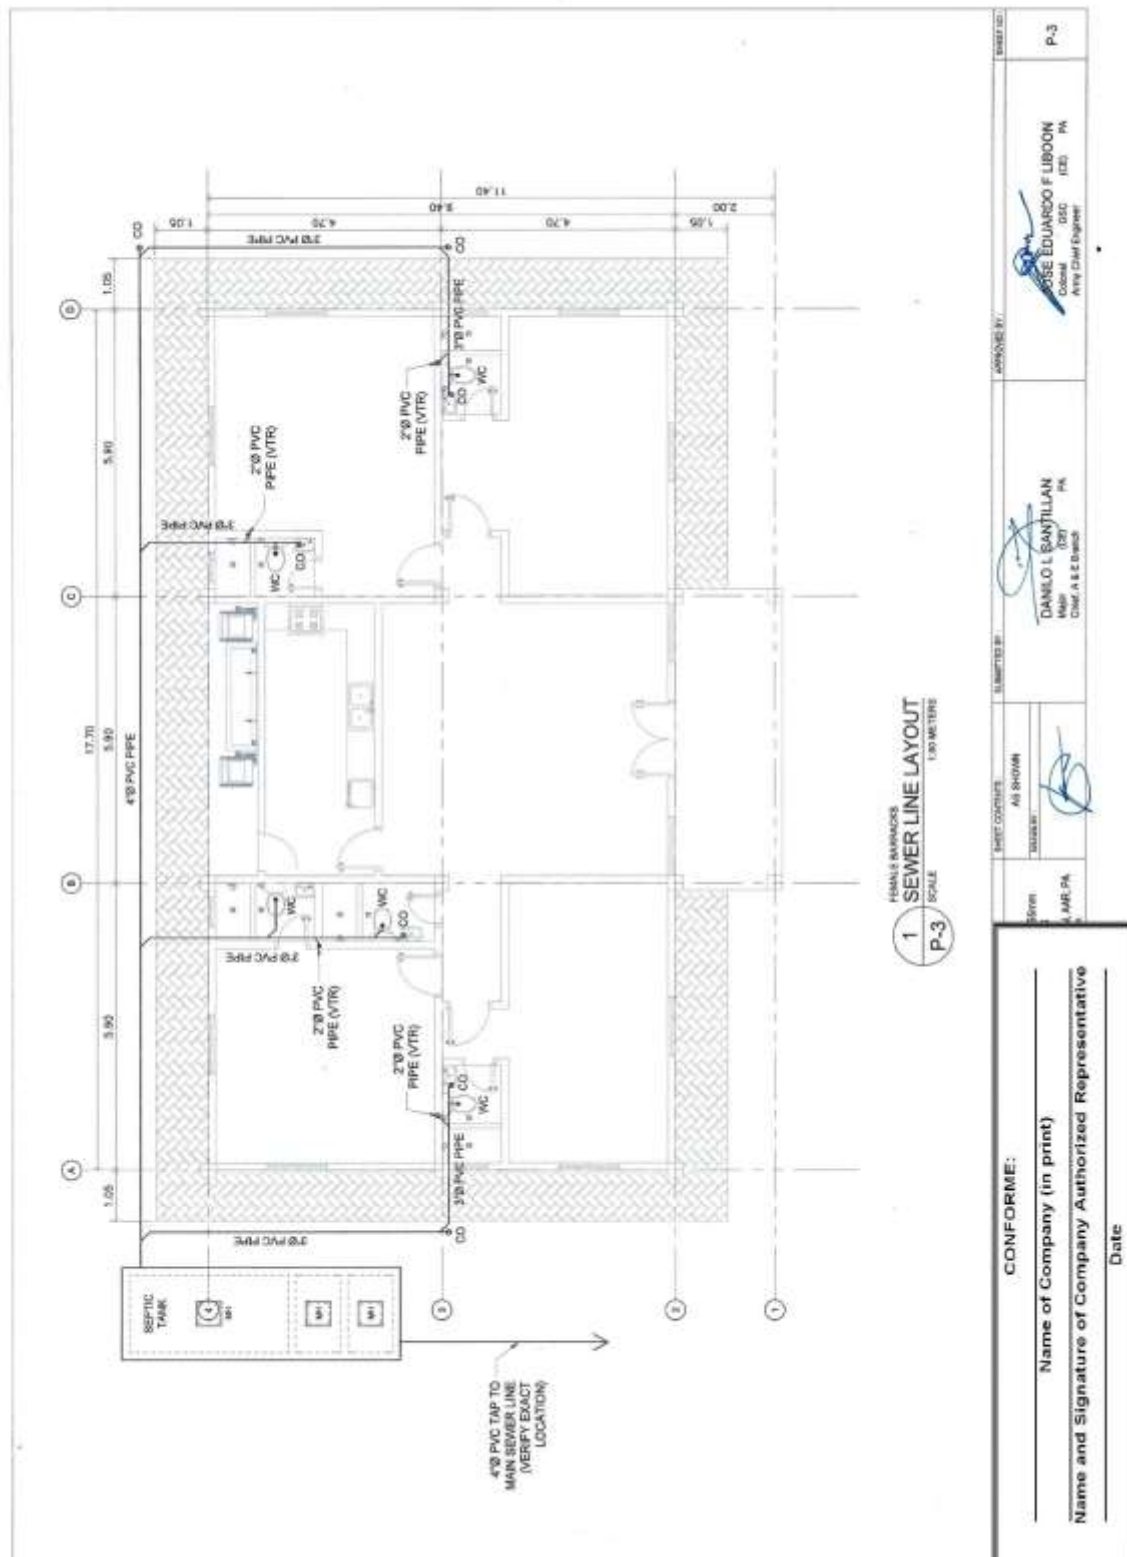 SEPTIC
TANK
MH
MH
MH
4"Ø PVC TAP TO
MAIN SEWER LINE
(VERIFY EXACT
LOCATION)
4
3
2
1
A
B
C
D
1.05
5.90
5.90
5.90
1.05
17.70
4"Ø PVC PIPE
3"Ø PVC PIPE
CO
3"Ø PVC PIPE
2"Ø PVC
PIPE (VTR)
CO
WC
3"Ø PVC PIPE
2"Ø PVC
PIPE (VTR)
WC
WC
CO
3"Ø PVC PIPE
2"Ø PVC
PIPE (VTR)
WC
CO
2"Ø PVC
PIPE (VTR)
CO
WC
3"Ø PVC PIPE
3"Ø PVC PIPE
CO
CO
1.05
4.70
4.70
1.05
9.40
2.00
11.40
1
P-3
FEMALE BARRACKS
SEWER LINE LAYOUT
SCALE
SHEET CONTENTS
AS SHOWN
SUBMITTED BY :
DANILO L SANTILLAN
Major (CE) PA
Chief, A & E Branch
APPROVED BY :
JOSE EDUARDO F LIBOON
Colonel GSC (CE) PA
Army Chief Engineer
SHEET NO :
P-3
CONFORME:
Name of Company (in print)
Name and Signature of Company Authorized Representative
Date